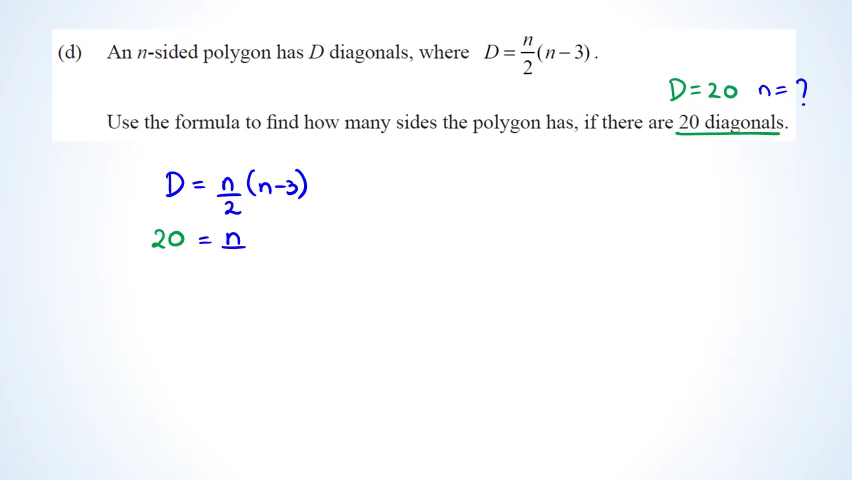 (d) An n-sided polygon has D diagonals, where D = n/2 (n − 3) .
D = 20 n = ?
Use the formula to find how many sides the polygon has, if there are 20 diagonals.
D = n/2 (n-3)
20 = n